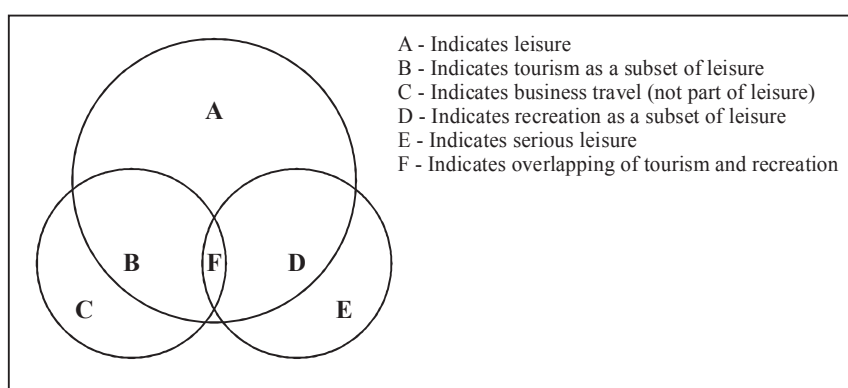 A
B
F
D
C
E
A - Indicates leisure
B - Indicates tourism as a subset of leisure
C - Indicates business travel (not part of leisure)
D - Indicates recreation as a subset of leisure
E - Indicates serious leisure
F - Indicates overlapping of tourism and recreation